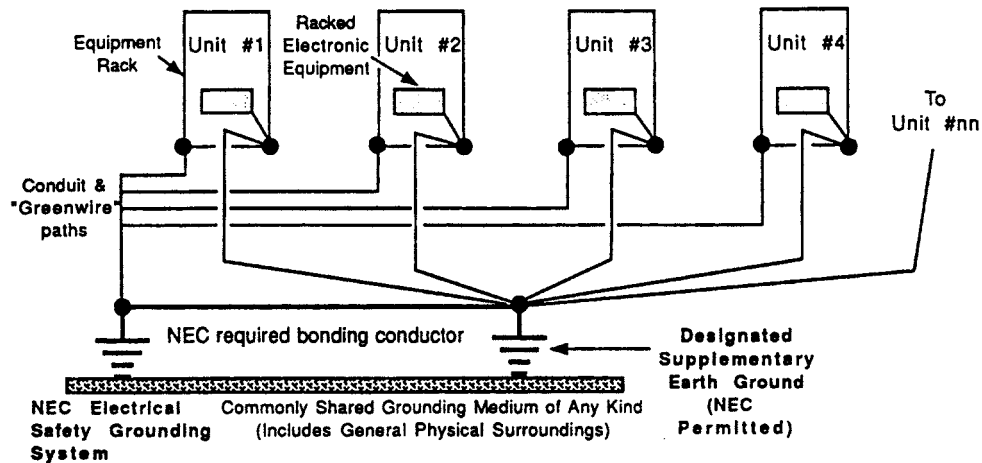 Equipment
Rack
Unit #1
Racked
Electronic
Equipment
Unit #2
Unit #3
Unit #4
To
Unit #nn
Conduit &
"Greenwire"
paths
NEC required bonding conductor
Designated
Supplementary
Earth Ground
(NEC
Permitted)
NEC Electrical
Safety Grounding
System
Commonly Shared Grounding Medium of Any Kind
(Includes General Physical Surroundings)